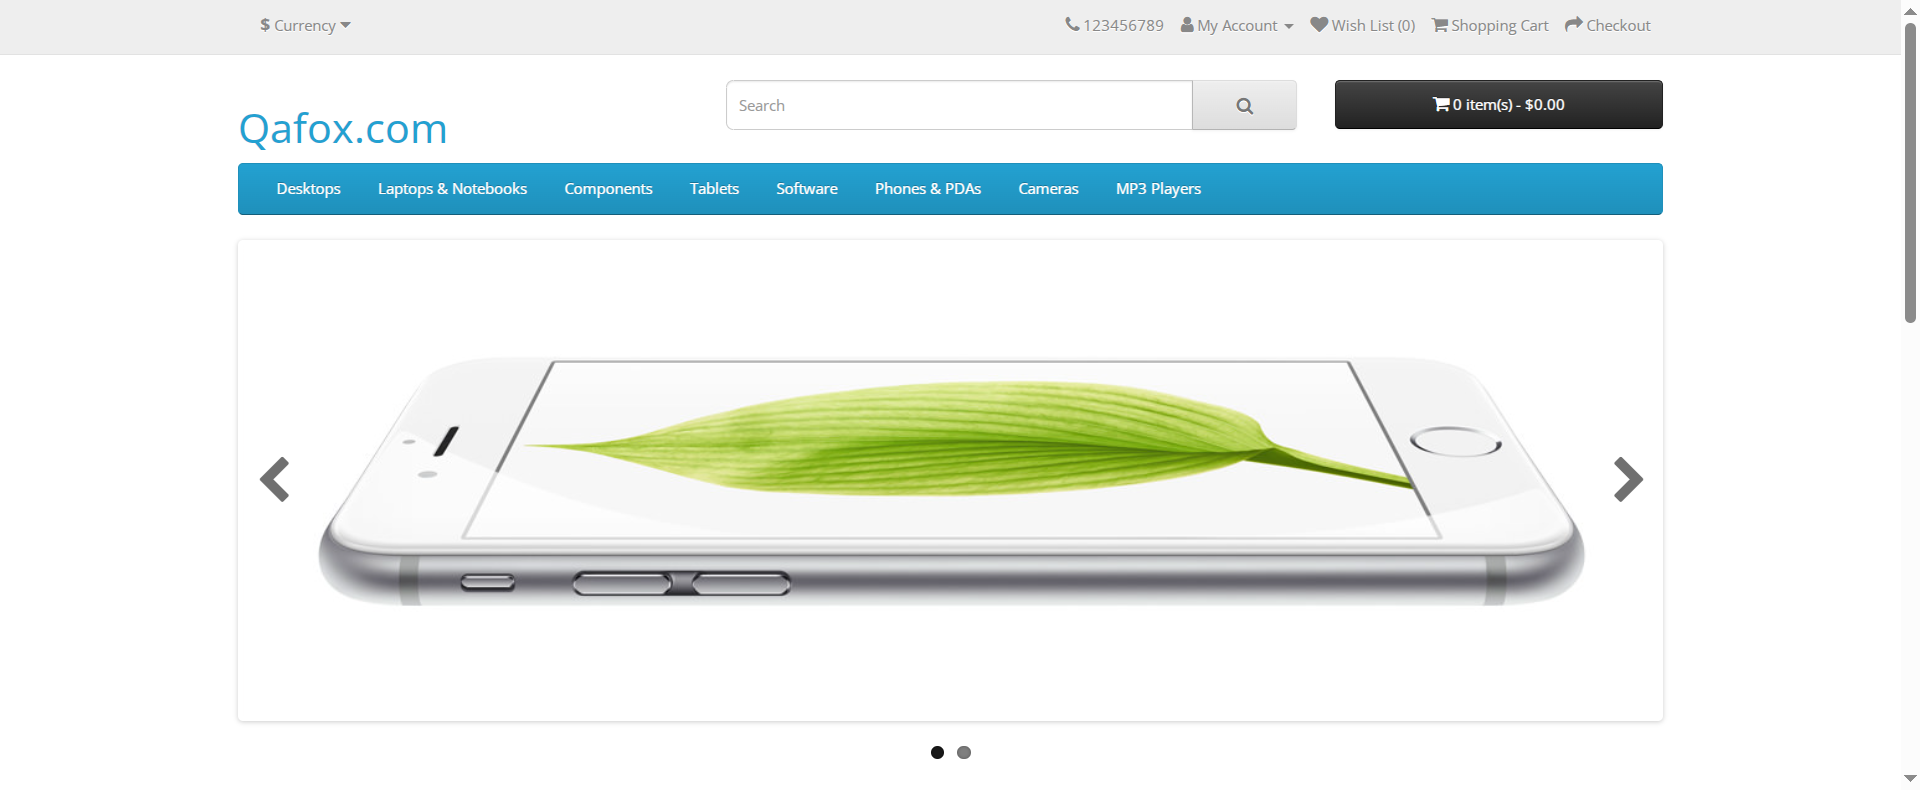 $ Currency
123456789 My Account Wish List (0) Shopping Cart Checkout
Qafox.com
Search
0 item(s) - $0.00
Desktops Laptops & Notebooks Components Tablets Software Phones & PDAs Cameras MP3 Players